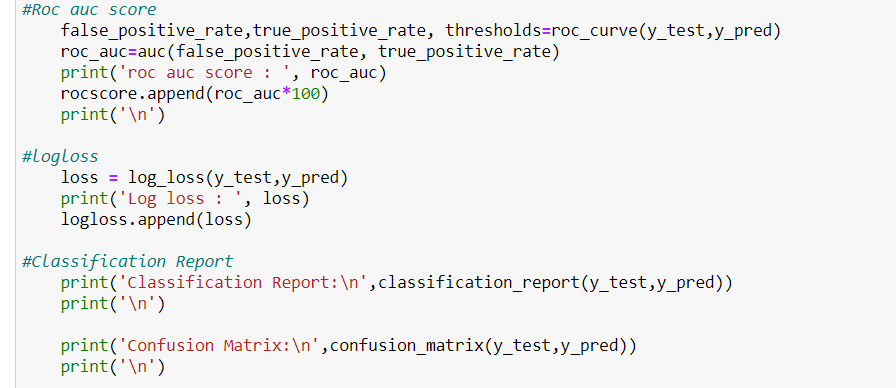 #Roc auc score
false_positive_rate,true_positive_rate, thresholds=roc_curve(y_test,y_pred)
roc_auc=auc(false_positive_rate, true_positive_rate)
print('roc auc score : ', roc_auc)
rocscore.append(roc_auc*100)
print('\n')
#logloss
loss = log_loss(y_test,y_pred)
print('Log loss : ', loss)
logloss.append(loss)
#Classification Report
print('Classification Report:\n',classification_report(y_test,y_pred))
print('\n')
print('Confusion Matrix:\n',confusion_matrix(y_test,y_pred))
print('\n')